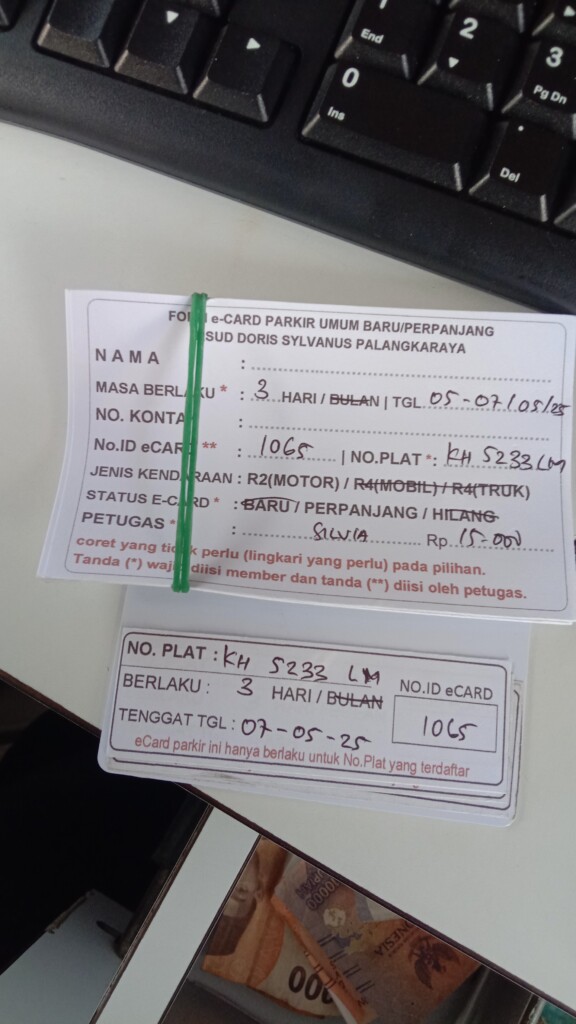 1
End
2
3
Pg Dn
0
Ins
.
Del
e-CARD PARKIR UMUM BARU/PERPANJANG
SUD DORIS SYLVANUS PALANGKARAYA
NAMA :
MASA BERLAKU * : 3 HARI / BULAN | TGL 05-07/05/25
NO. KONTA :
No.ID eCARD ** : 1065 | NO.PLAT *: KH 5233 LM
JENIS KENDARAAN : R2(MOTOR) / R4(MOBIL) / R4(TRUK)
STATUS E-CARD * : BARU / PERPANJANG / HILANG
PETUGAS * : SILVIA Rp 15-000
coret yang tidak perlu (lingkari yang perlu) pada pilihan.
Tanda (*) wajib diisi member dan tanda (**) diisi oleh petugas.
NO. PLAT : KH 5233 LM
BERLAKU : 3 HARI / BULAN
NO.ID eCARD
TENGGAT TGL : 07-05-25
1065
eCard parkir ini hanya berlaku untuk No.Plat yang terdaftar